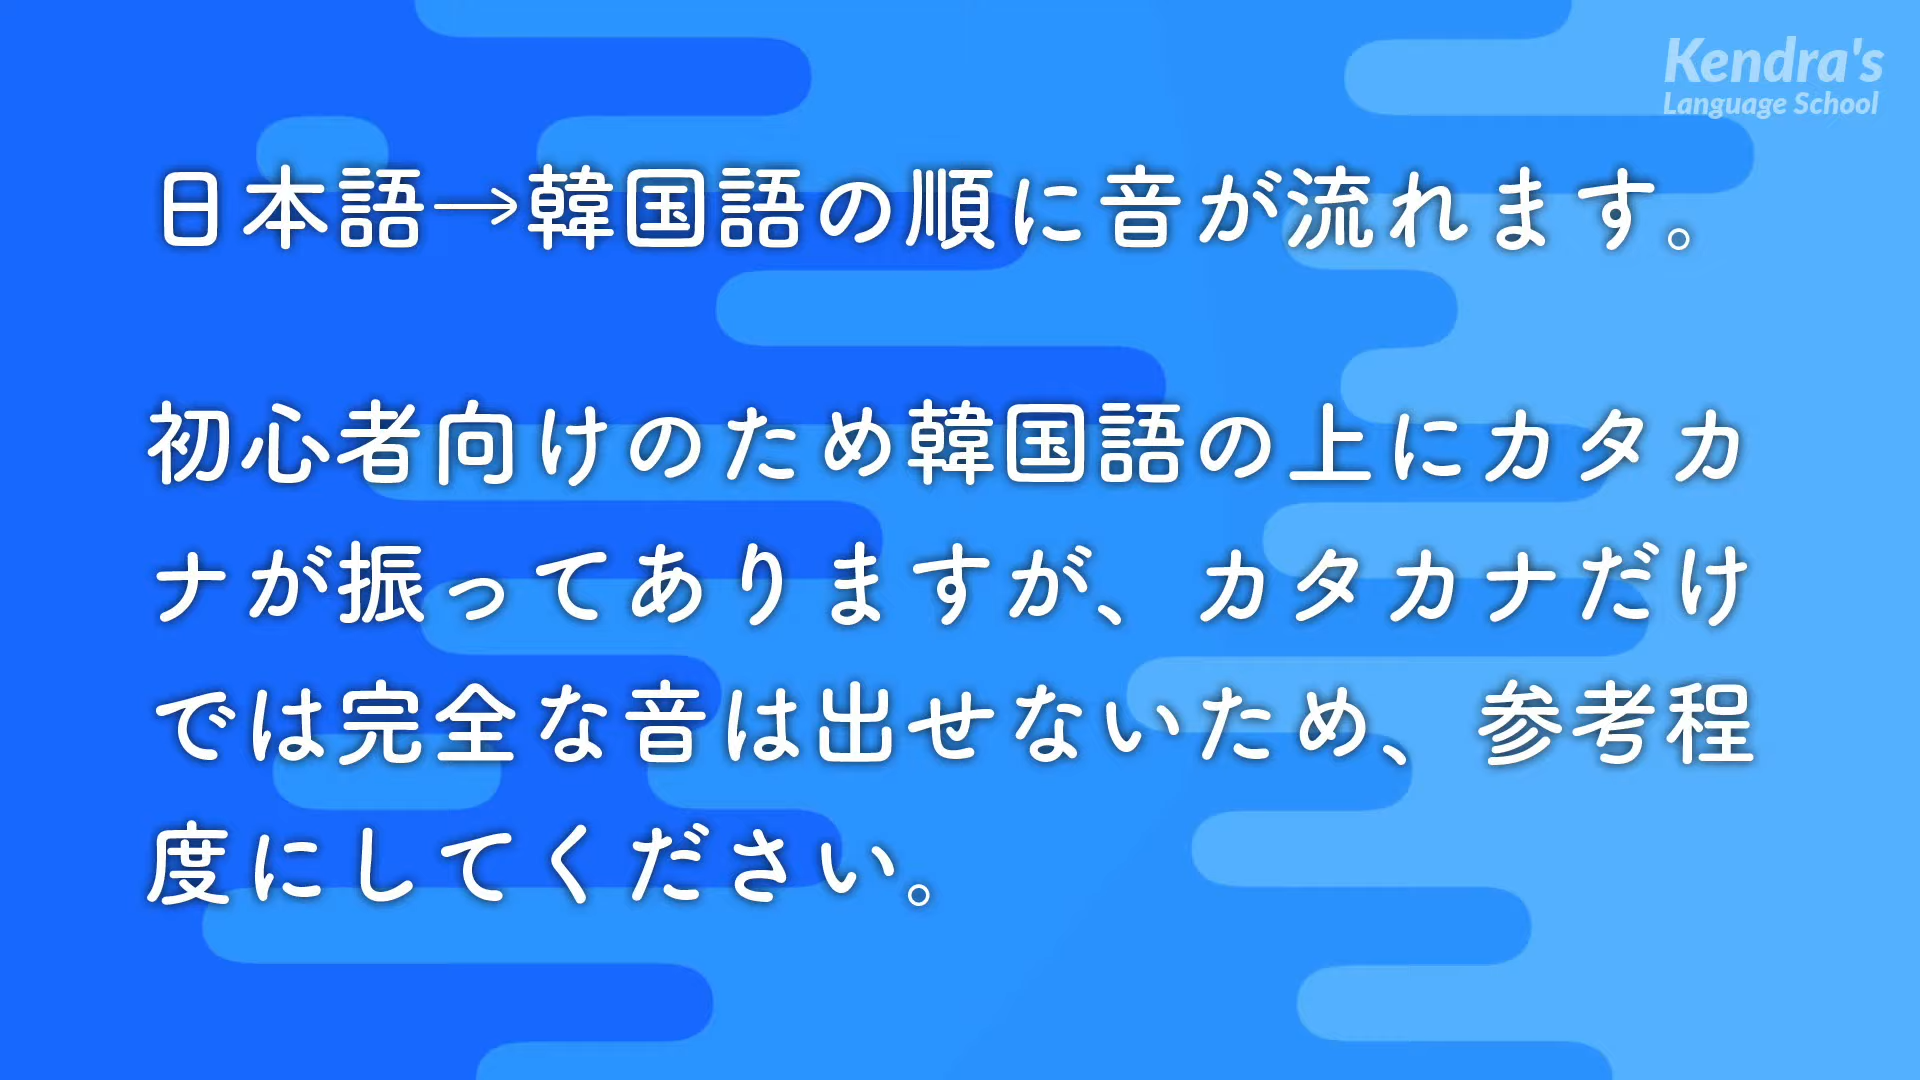 Kendra's
Language School
日本語→韓国語の順に音が流れます。
初心者向けのため韓国語の上にカタカ
ナが振ってありますが、カタカナだけ
では完全な音は出せないため、参考程
度にしてください。